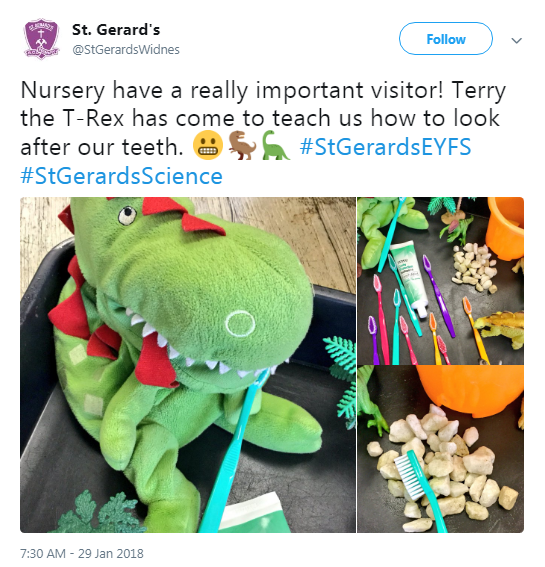 St. Gerard's
@StGerardsWidnes
Follow
Nursery have a really important visitor! Terry
the T-Rex has come to teach us how to look
after our teeth. 😬🦖🦕 #StGerardsEYFS
#StGerardsScience
7:30 AM - 29 Jan 2018